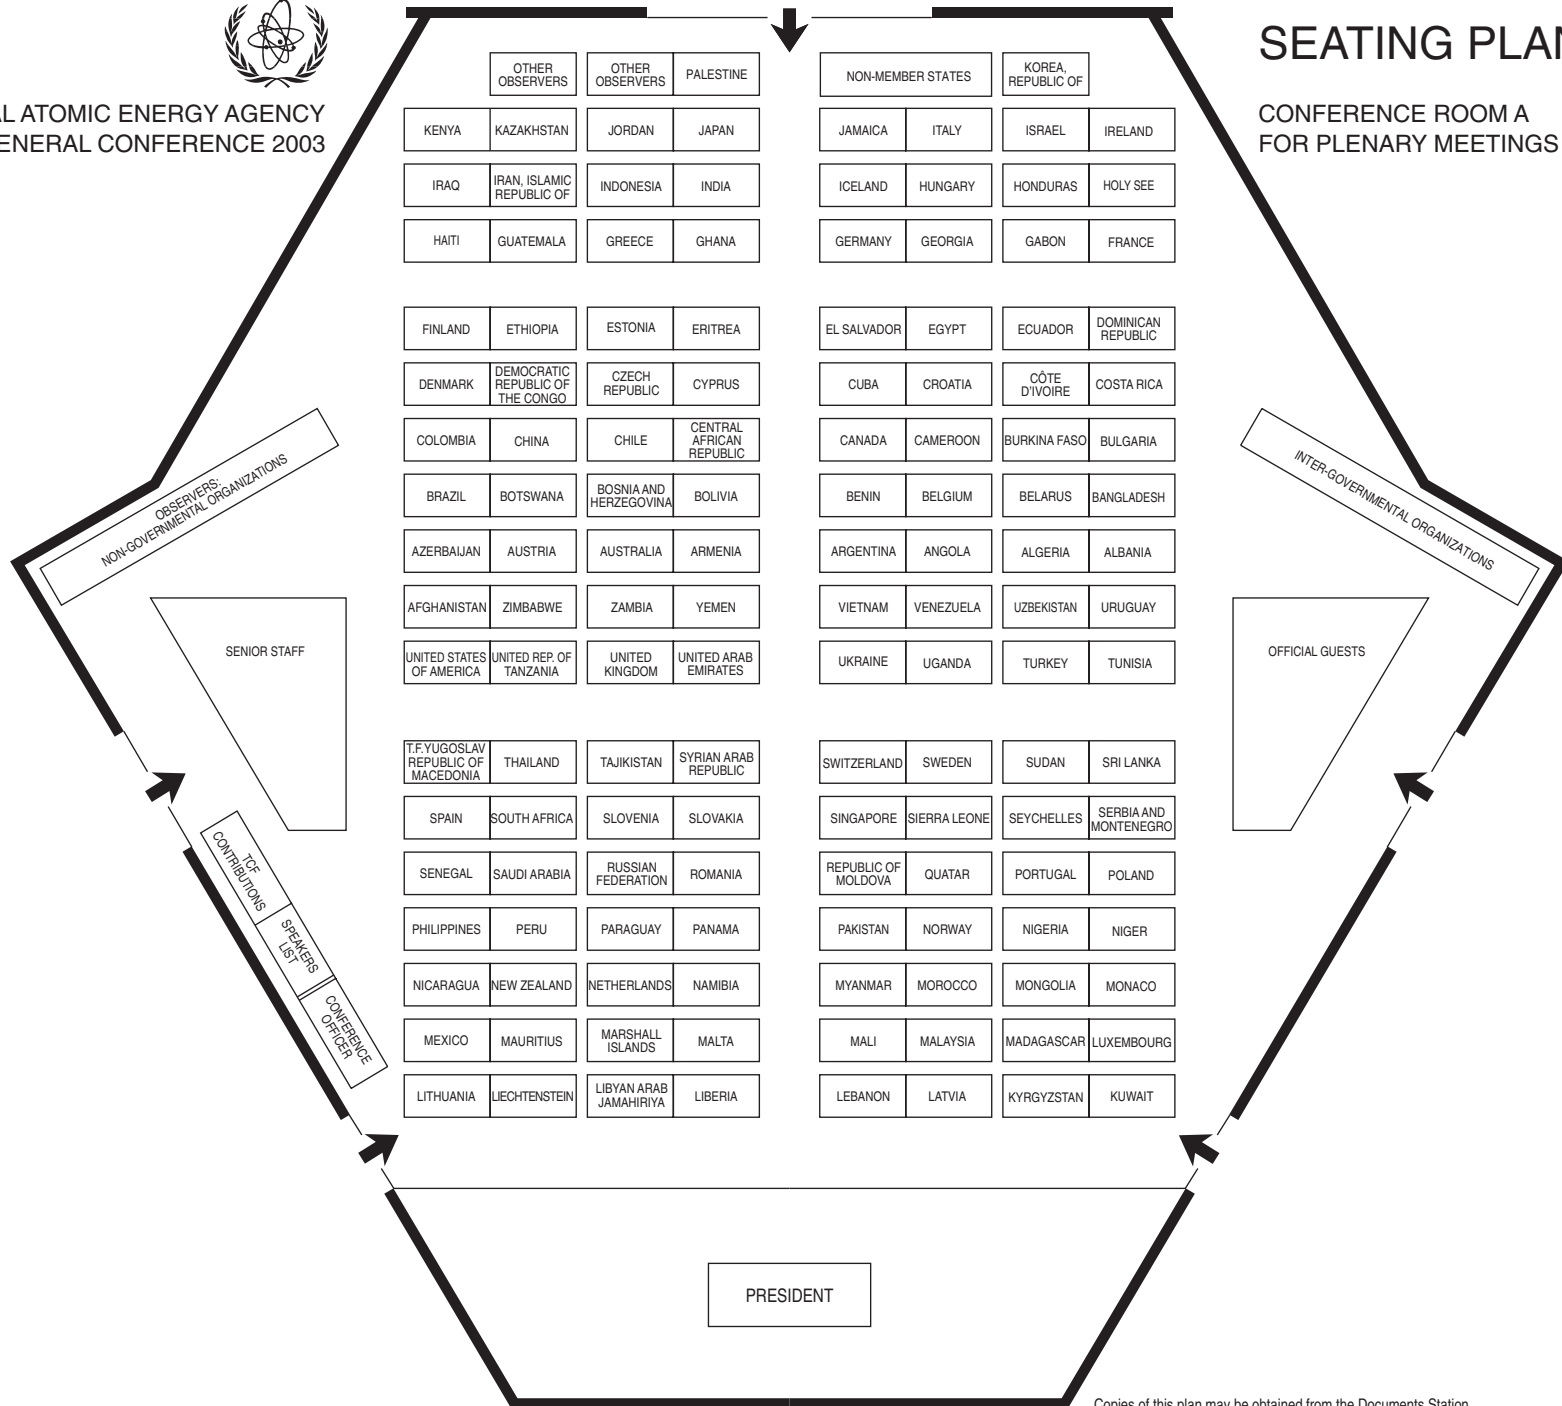 SEATING PLAN
AL ATOMIC ENERGY AGENCY
ENERAL CONFERENCE 2003
CONFERENCE ROOM A
FOR PLENARY MEETINGS
OTHER
OBSERVERS
OTHER
OBSERVERS
PALESTINE
NON-MEMBER STATES
KOREA,
REPUBLIC OF
KENYA
KAZAKHSTAN
JORDAN
JAPAN
JAMAICA
ITALY
ISRAEL
IRELAND
IRAQ
IRAN, ISLAMIC
REPUBLIC OF
INDONESIA
INDIA
ICELAND
HUNGARY
HONDURAS
HOLY SEE
HAITI
GUATEMALA
GREECE
GHANA
GERMANY
GEORGIA
GABON
FRANCE
FINLAND
ETHIOPIA
ESTONIA
ERITREA
EL SALVADOR
EGYPT
ECUADOR
DOMINICAN
REPUBLIC
DENMARK
DEMOCRATIC
REPUBLIC OF
THE CONGO
CZECH
REPUBLIC
CYPRUS
CUBA
CROATIA
CÔTE
D'IVOIRE
COSTA RICA
COLOMBIA
CHINA
CHILE
CENTRAL
AFRICAN
REPUBLIC
CANADA
CAMEROON
BURKINA FASO
BULGARIA
OBSERVERS:
NON-GOVERNMENTAL ORGANIZATIONS
INTER-GOVERNMENTAL ORGANIZATIONS
BRAZIL
BOTSWANA
BOSNIA AND
HERZEGOVINA
BOLIVIA
BENIN
BELGIUM
BELARUS
BANGLADESH
AZERBAIJAN
AUSTRIA
AUSTRALIA
ARMENIA
ARGENTINA
ANGOLA
ALGERIA
ALBANIA
AFGHANISTAN
ZIMBABWE
ZAMBIA
YEMEN
VIETNAM
VENEZUELA
UZBEKISTAN
URUGUAY
SENIOR STAFF
UNITED STATES
OF AMERICA
UNITED REP. OF
TANZANIA
UNITED
KINGDOM
UNITED ARAB
EMIRATES
UKRAINE
UGANDA
TURKEY
TUNISIA
OFFICIAL GUESTS
T.F.YUGOSLAV
REPUBLIC OF
MACEDONIA
THAILAND
TAJIKISTAN
SYRIAN ARAB
REPUBLIC
SWITZERLAND
SWEDEN
SUDAN
SRI LANKA
SPAIN
SOUTH AFRICA
SLOVENIA
SLOVAKIA
SINGAPORE
SIERRA LEONE
SEYCHELLES
SERBIA AND
MONTENEGRO
TCF
CONTRIBUTIONS
SENEGAL
SAUDI ARABIA
RUSSIAN
FEDERATION
ROMANIA
REPUBLIC OF
MOLDOVA
QUATAR
PORTUGAL
POLAND
SPEAKERS
LIST
PHILIPPINES
PERU
PARAGUAY
PANAMA
PAKISTAN
NORWAY
NIGERIA
NIGER
NICARAGUA
NEW ZEALAND
NETHERLANDS
NAMIBIA
MYANMAR
MOROCCO
MONGOLIA
MONACO
CONFERENCE
OFFICER
MEXICO
MAURITIUS
MARSHALL
ISLANDS
MALTA
MALI
MALAYSIA
MADAGASCAR
LUXEMBOURG
LITHUANIA
LIECHTENSTEIN
LIBYAN ARAB
JAMAHIRIYA
LIBERIA
LEBANON
LATVIA
KYRGYZSTAN
KUWAIT
PRESIDENT
Copies of this plan may be obtained from the Documents Station